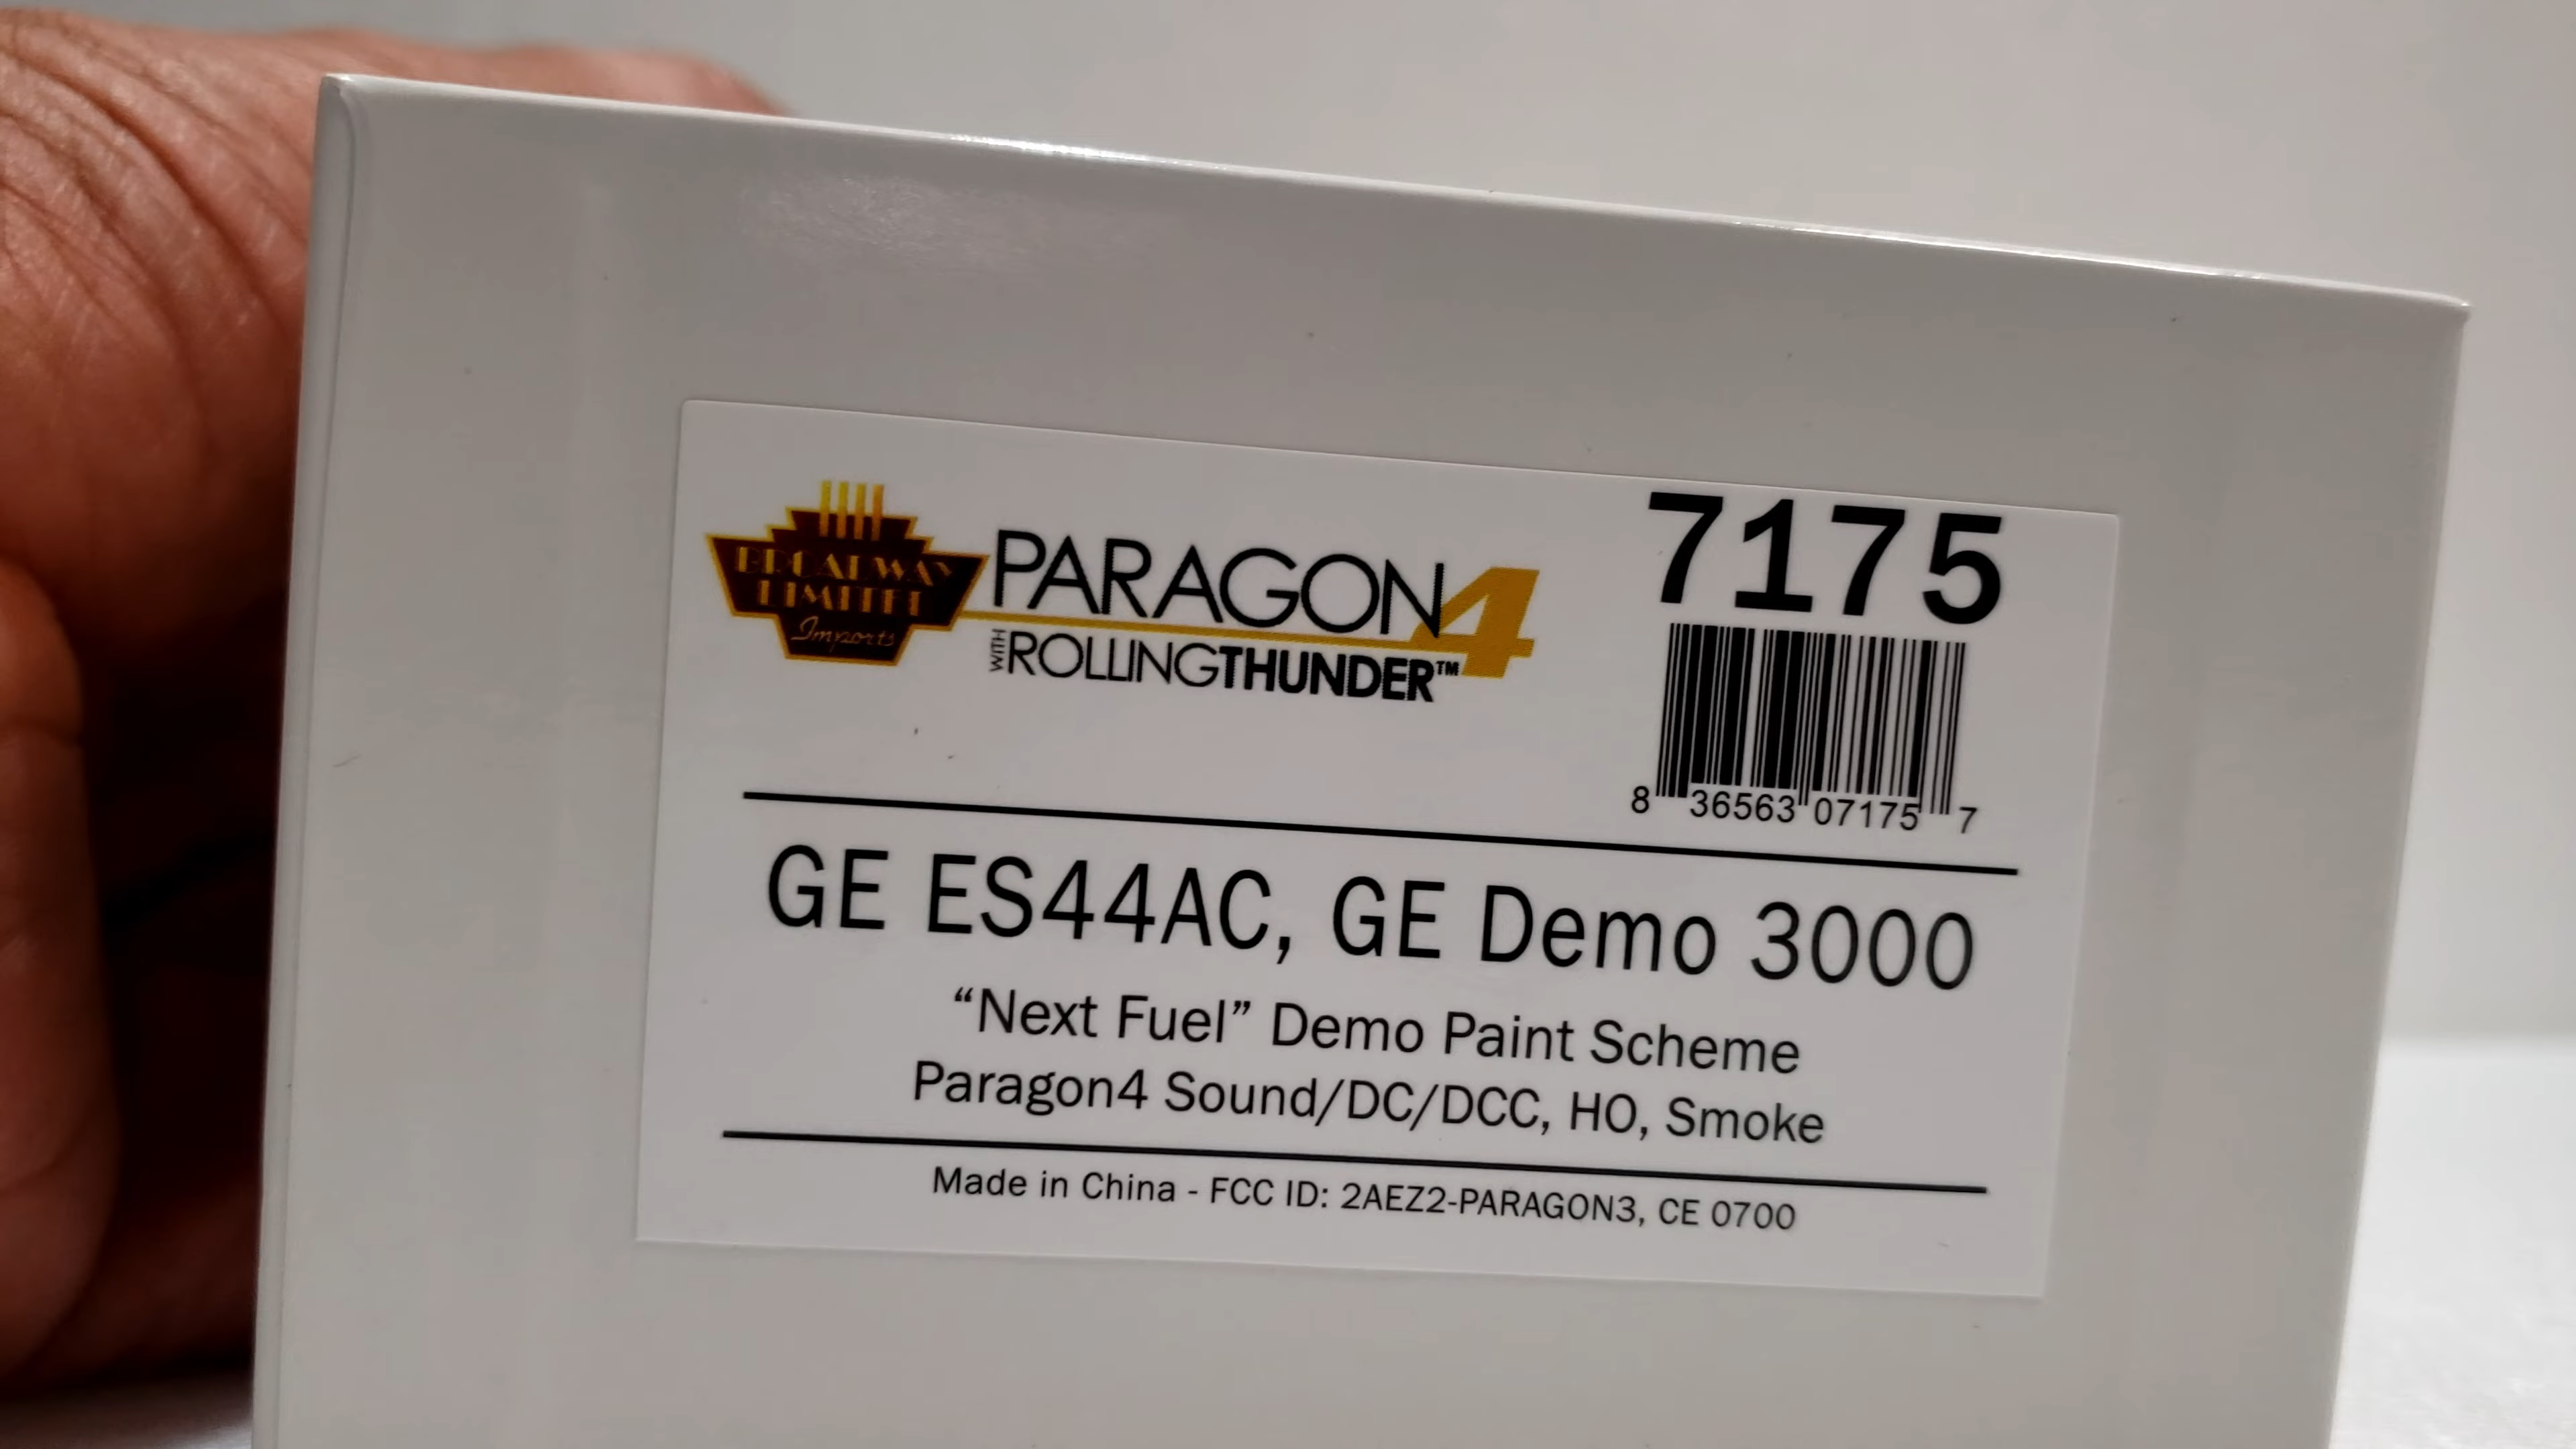 BROADWAY
LIMITED
Imports
PARAGON4
WITH ROLLINGTHUNDER™
7175
8 36563 07175 7
GE ES44AC, GE Demo 3000
“Next Fuel” Demo Paint Scheme
Paragon4 Sound/DC/DCC, HO, Smoke
Made in China - FCC ID: 2AEZ2-PARAGON3, CE 0700